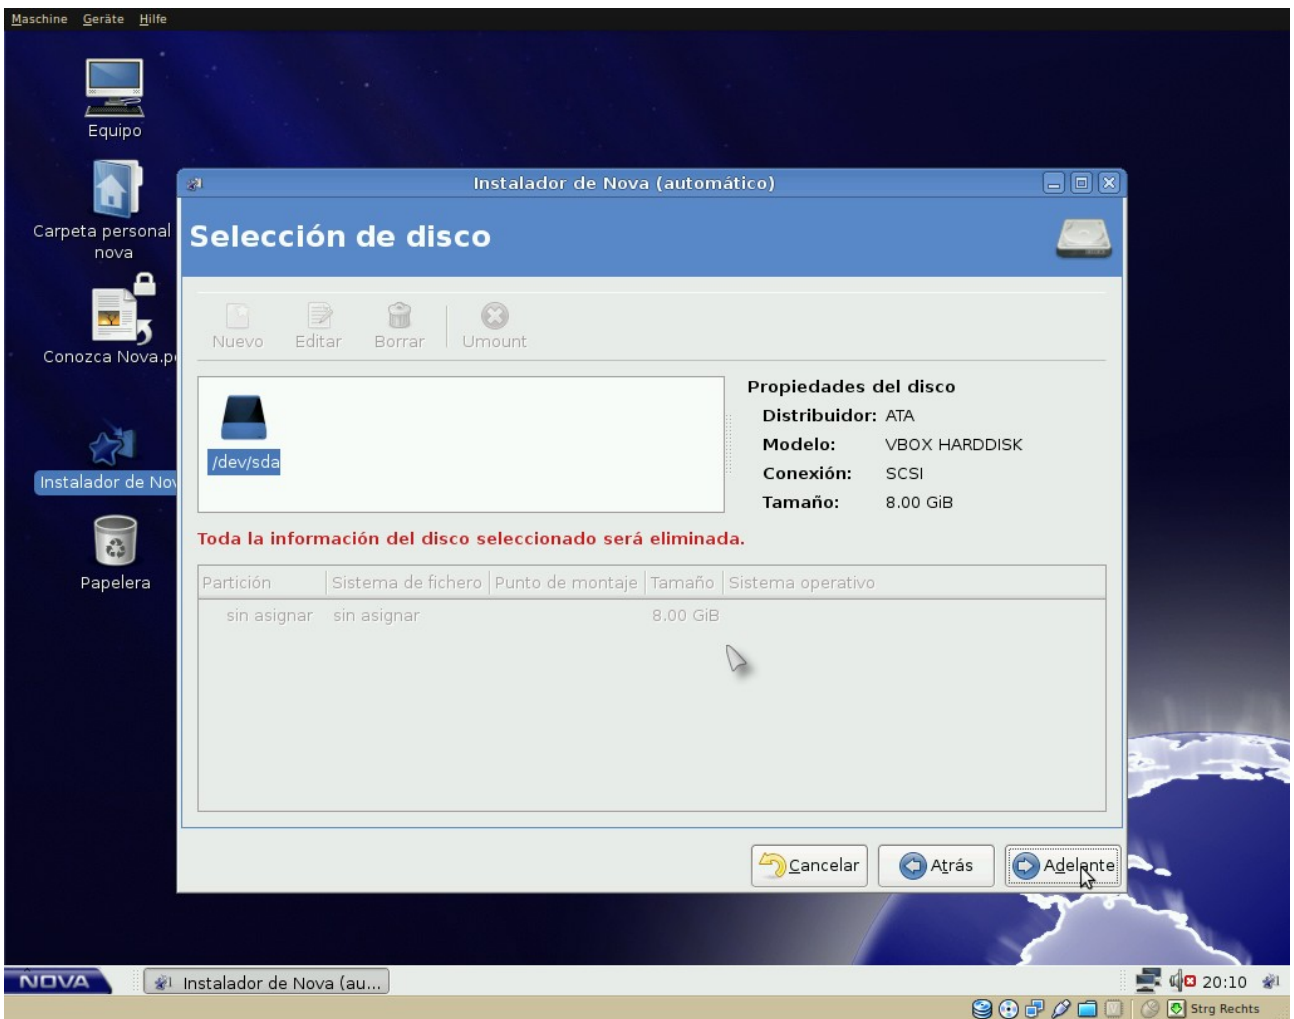 Maschine Geräte Hilfe
Equipo
Carpeta personal
nova
Conozca Nova.p
Instalador de Nov
Papelera
Instalador de Nova (automático)
Selección de disco
Nuevo Editar Borrar Umount
/dev/sda
Propiedades del disco
Distribuidor: ATA
Modelo: VBOX HARDDISK
Conexión: SCSI
Tamaño: 8.00 GiB
Toda la información del disco seleccionado será eliminada.
Partición Sistema de fichero Punto de montaje Tamaño Sistema operativo
sin asignar sin asignar 8.00 GiB
Cancelar Atrás Adelante
NOVA Instalador de Nova (au... 20:10
Strg Rechts